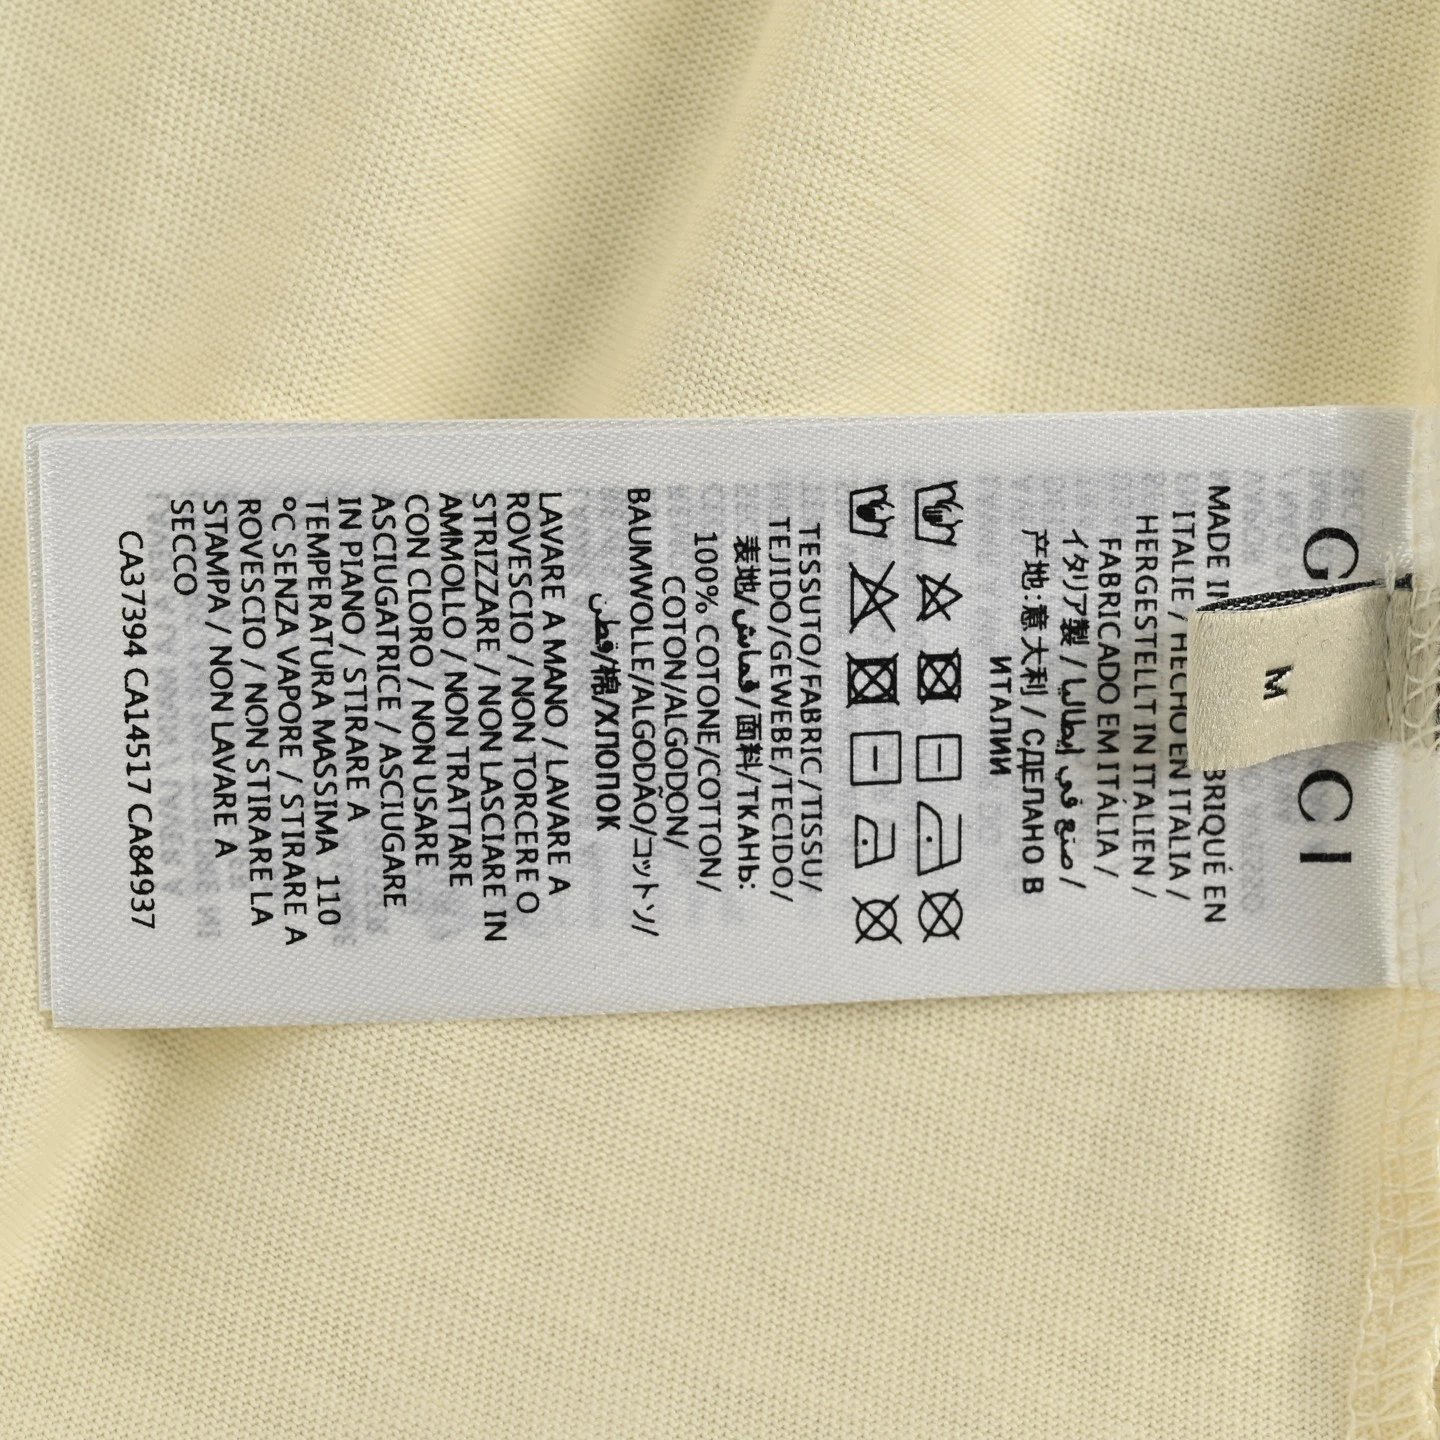 G CI
M
MADE IN BRIQUÉ EN
ITALIE / HECHO EN ITALIA /
HERGESTELLT IN ITALIEN /
FABRICADO EM ITÁLIA /
イタリア製 / صنع في إيطاليا /
产地:意大利 / СДЕЛАНО В
ИТАЛИИ
TESSUTO/FABRIC/TISSU/
TEJIDO/GEWEBE/TECIDO/
表地/قماش/面料/ТКАНЬ:
100% COTONE/COTTON/
COTON/ALGODON/
BAUMWOLLE/ALGODÃO/コットン/
قطن/棉/ХЛОПОК
LAVARE A MANO / LAVARE A
ROVESCIO / NON TORCERE O
STRIZZARE / NON LASCIARE IN
AMMOLLO / NON TRATTARE
CON CLORO / NON USARE
ASCIUGATRICE / ASCIUGARE
IN PIANO / STIRARE A
TEMPERATURA MASSIMA 110
°C SENZA VAPORE / STIRARE A
ROVESCIO / NON STIRARE LA
STAMPA / NON LAVARE A
SECCO
CA37394 CA14517 CA84937